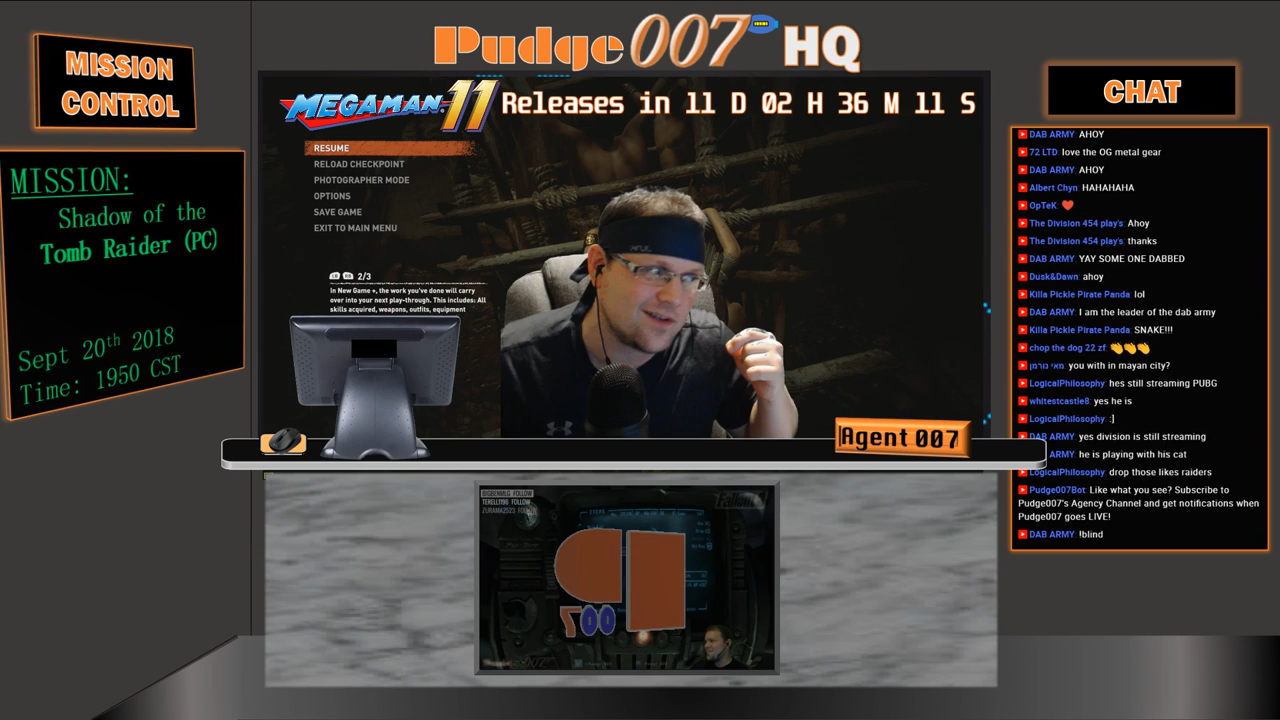 Pudge007 HQ
MISSION
CONTROL
MISSION:
Shadow of the
Tomb Raider (PC)
Sept 20th 2018
Time: 1950 CST
MEGAMAN 11 Releases in 11 D 02 H 36 M 11 S
RESUME
RELOAD CHECKPOINT
PHOTOGRAPHER MODE
OPTIONS
SAVE GAME
EXIT TO MAIN MENU
2/3
In New Game +, the work you've done will carry
over into your next play-through. This includes: All
skills acquired, weapons, outfits, equipment
Agent 007
CHAT
DAB ARMY: AHOY
72 LTD: love the OG metal gear
DAB ARMY: AHOY
Albert Chyn: HAHAHAHA
OpTeK: ❤️
The Division 454 play's: Ahoy
The Division 454 play's: thanks
DAB ARMY: YAY SOME ONE DABBED
Dusk&Dawn: ahoy
Killa Pickle Pirate Panda: lol
DAB ARMY: I am the leader of the dab army
Killa Pickle Pirate Panda: SNAKE!!!
chop the dog 22 zf: 👏👏👏
מאי נורמן: you with in mayan city?
LogicalPhilosophy: hes still streaming PUBG
whitestcastle8: yes he is
LogicalPhilosophy: :]
DAB ARMY: yes division is still streaming
ARMY: he is playing with his cat
LogicalPhilosophy: drop those likes raiders
Pudge007Bot: Like what you see? Subscribe to
Pudge007's Agency Channel and get notifications when
Pudge007 goes LIVE!
DAB ARMY: !blind
FOLLOW
FOLLOW
007